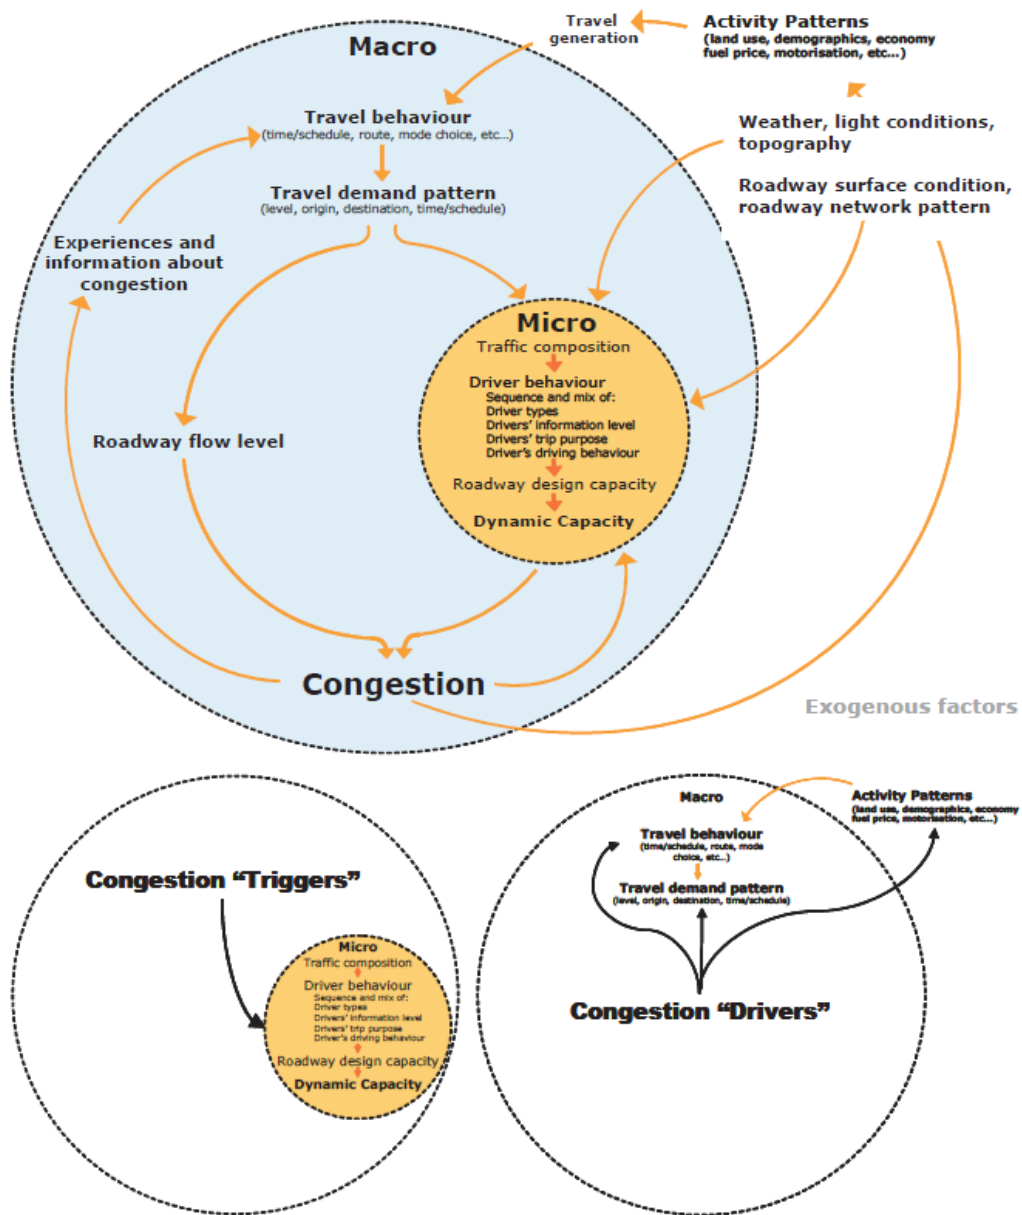 Macro
Travel
generation
Activity Patterns
(land use, demographics, economy
fuel price, motorisation, etc...)
Travel behaviour
(time/schedule, route, mode choice, etc...)
Weather, light conditions,
topography
Travel demand pattern
(level, origin, destination, time/schedule)
Roadway surface condition,
roadway network pattern
Experiences and
information about
congestion
Micro
Traffic composition
Driver behaviour
Sequence and mix of:
Driver types
Drivers' information level
Drivers' trip purpose
Driver's driving behaviour
Roadway design capacity
Dynamic Capacity
Roadway flow level
Congestion
Exogenous factors
Congestion “Triggers”
Micro
Traffic composition
Driver behaviour
Sequence and mix of:
Driver types
Drivers' information level
Drivers' trip purpose
Driver's driving behaviour
Roadway design capacity
Dynamic Capacity
Macro
Activity Patterns
(land use, demographics, economy
fuel price, motorisation, etc...)
Travel behaviour
(time/schedule, route, mode
choice, etc...)
Travel demand pattern
(level, origin, destination, time/schedule)
Congestion “Drivers”